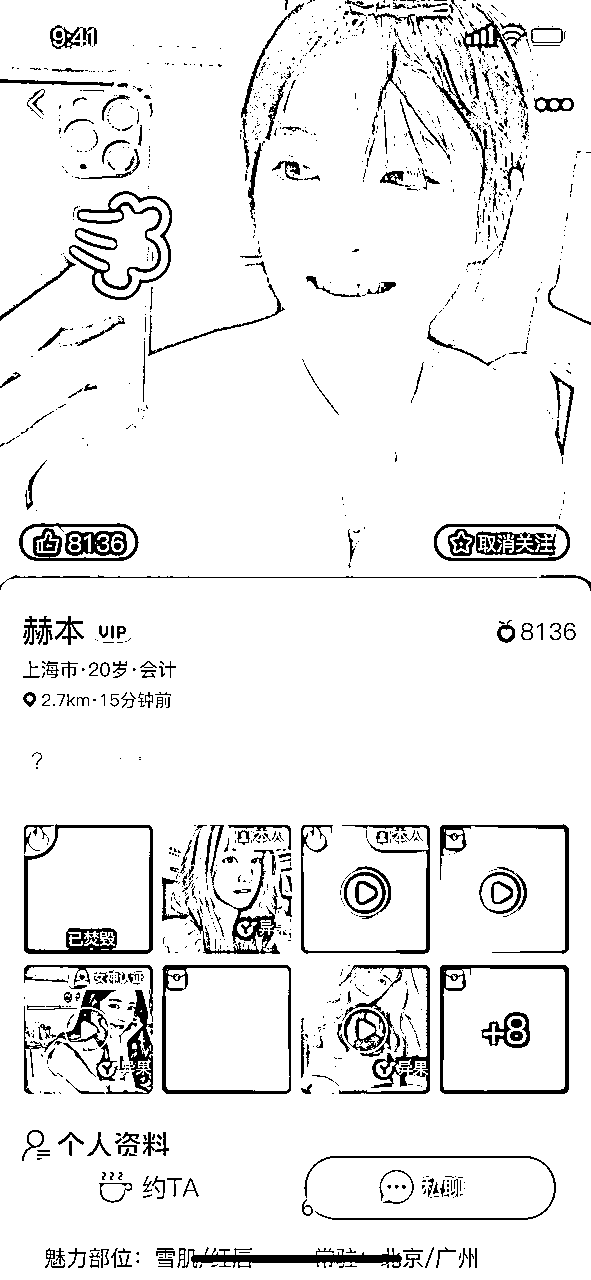 9:41
8136
取消关注
赫本 VIP
8136
上海市·20岁·会计
2.7km·15分钟前
?
本人
本人
已焚毁
异
女神认证
异果
异果
+8
个人资料
约TA
私聊
6
魅力部位：雪肌/红唇
常驻：北京/广州